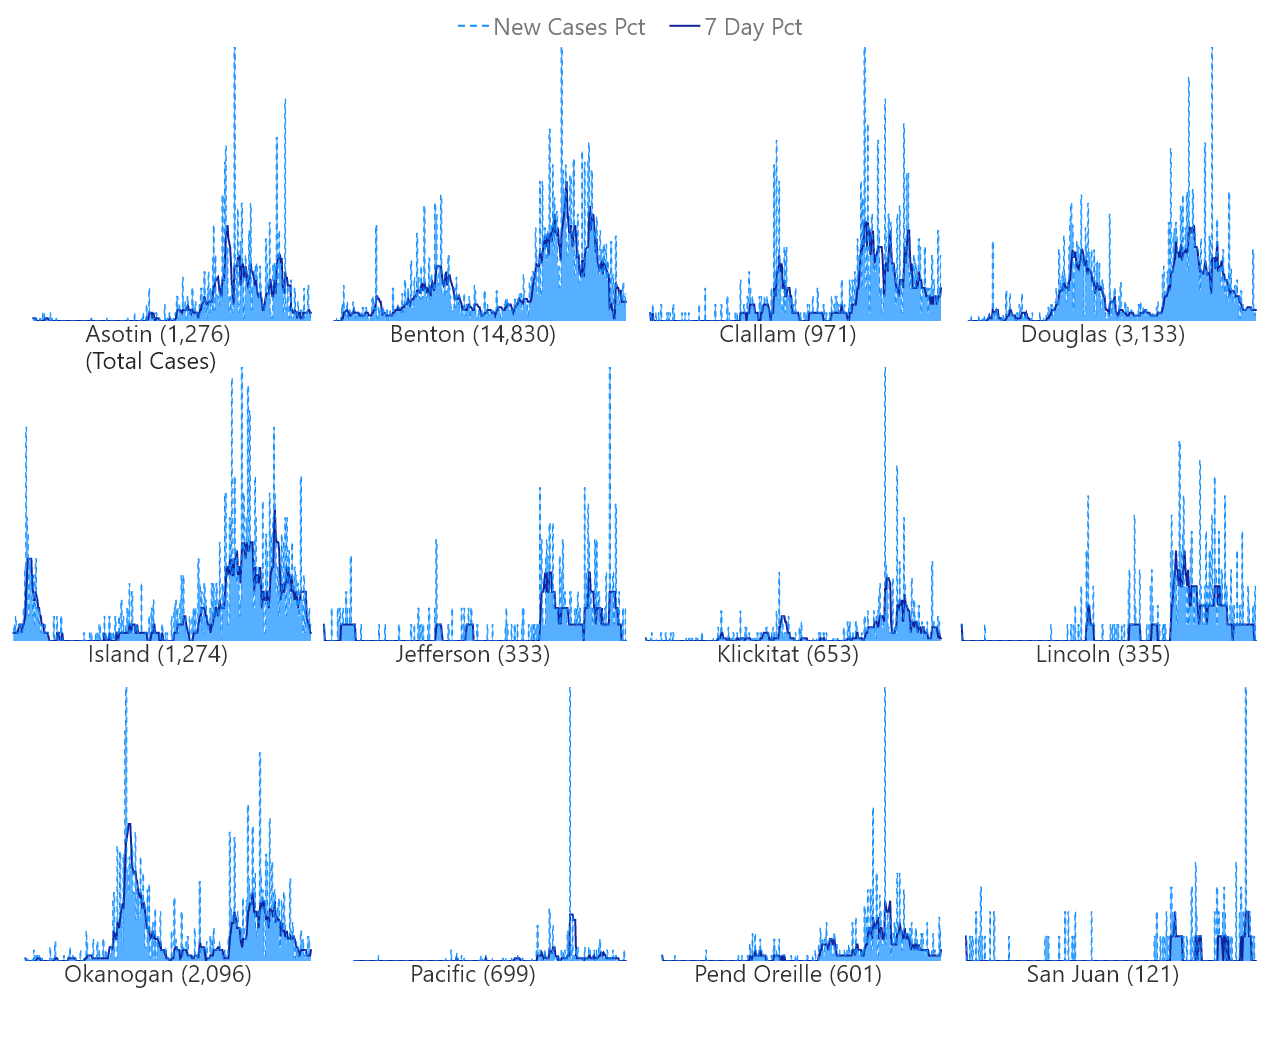 New Cases Pct 7 Day Pct
Asotin (1,276) Benton (14,830) Clallam (971) Douglas (3,133)
(Total Cases)
Island (1,274) Jefferson (333) Klickitat (653) Lincoln (335)
Okanogan (2,096) Pacific (699) Pend Oreille (601) San Juan (121)